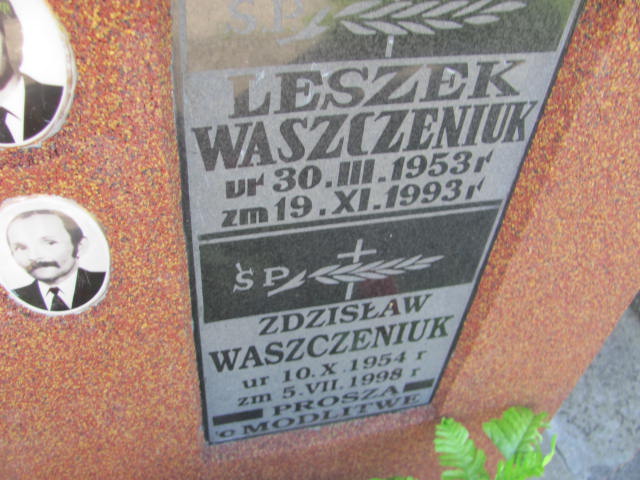 ŚP
LESZEK
WASZCZENIUK
ur 30.III.1953 r
zm 19.XI.1993 r
ŚP
ZDZISŁAW
WASZCZENIUK
ur 10.X.1954 r
zm 5.VII.1998 r
PROSZĄ
O MODLITWĘ